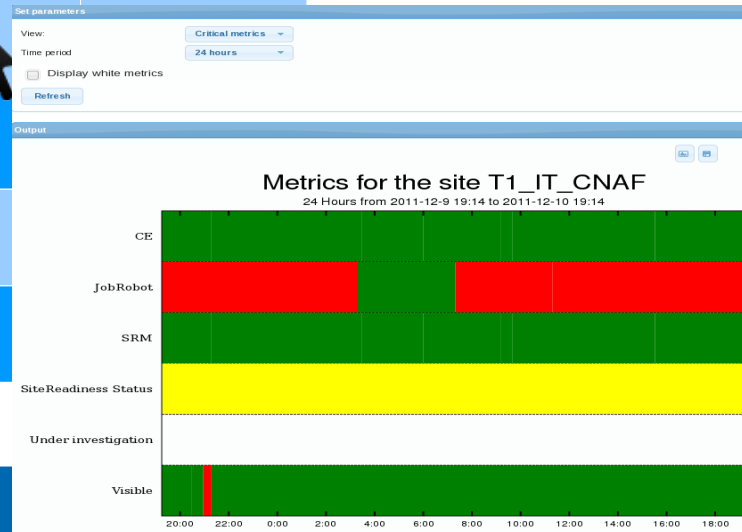 Set parameters
View: Critical metrics
Time period 24 hours
Display white metrics
Refresh
Output
Metrics for the site T1_IT_CNAF
24 Hours from 2011-12-9 19:14 to 2011-12-10 19:14
CE
JobRobot
SRM
SiteReadiness Status
Under investigation
Visible
20:00 22:00 0:00 2:00 4:00 6:00 8:00 10:00 12:00 14:00 16:00 18:00